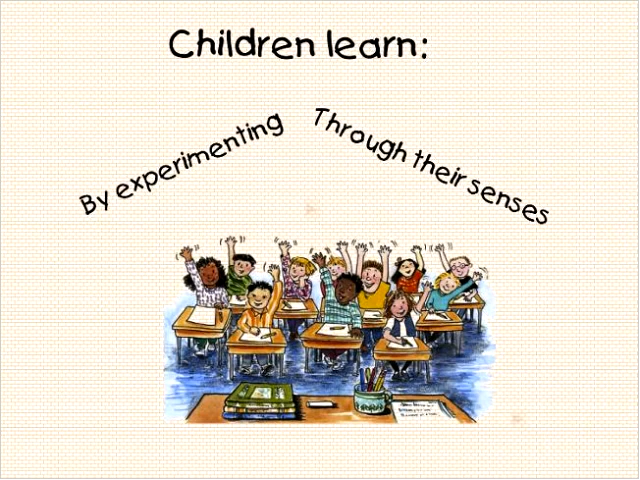 Children learn:
By experimenting
Through their senses